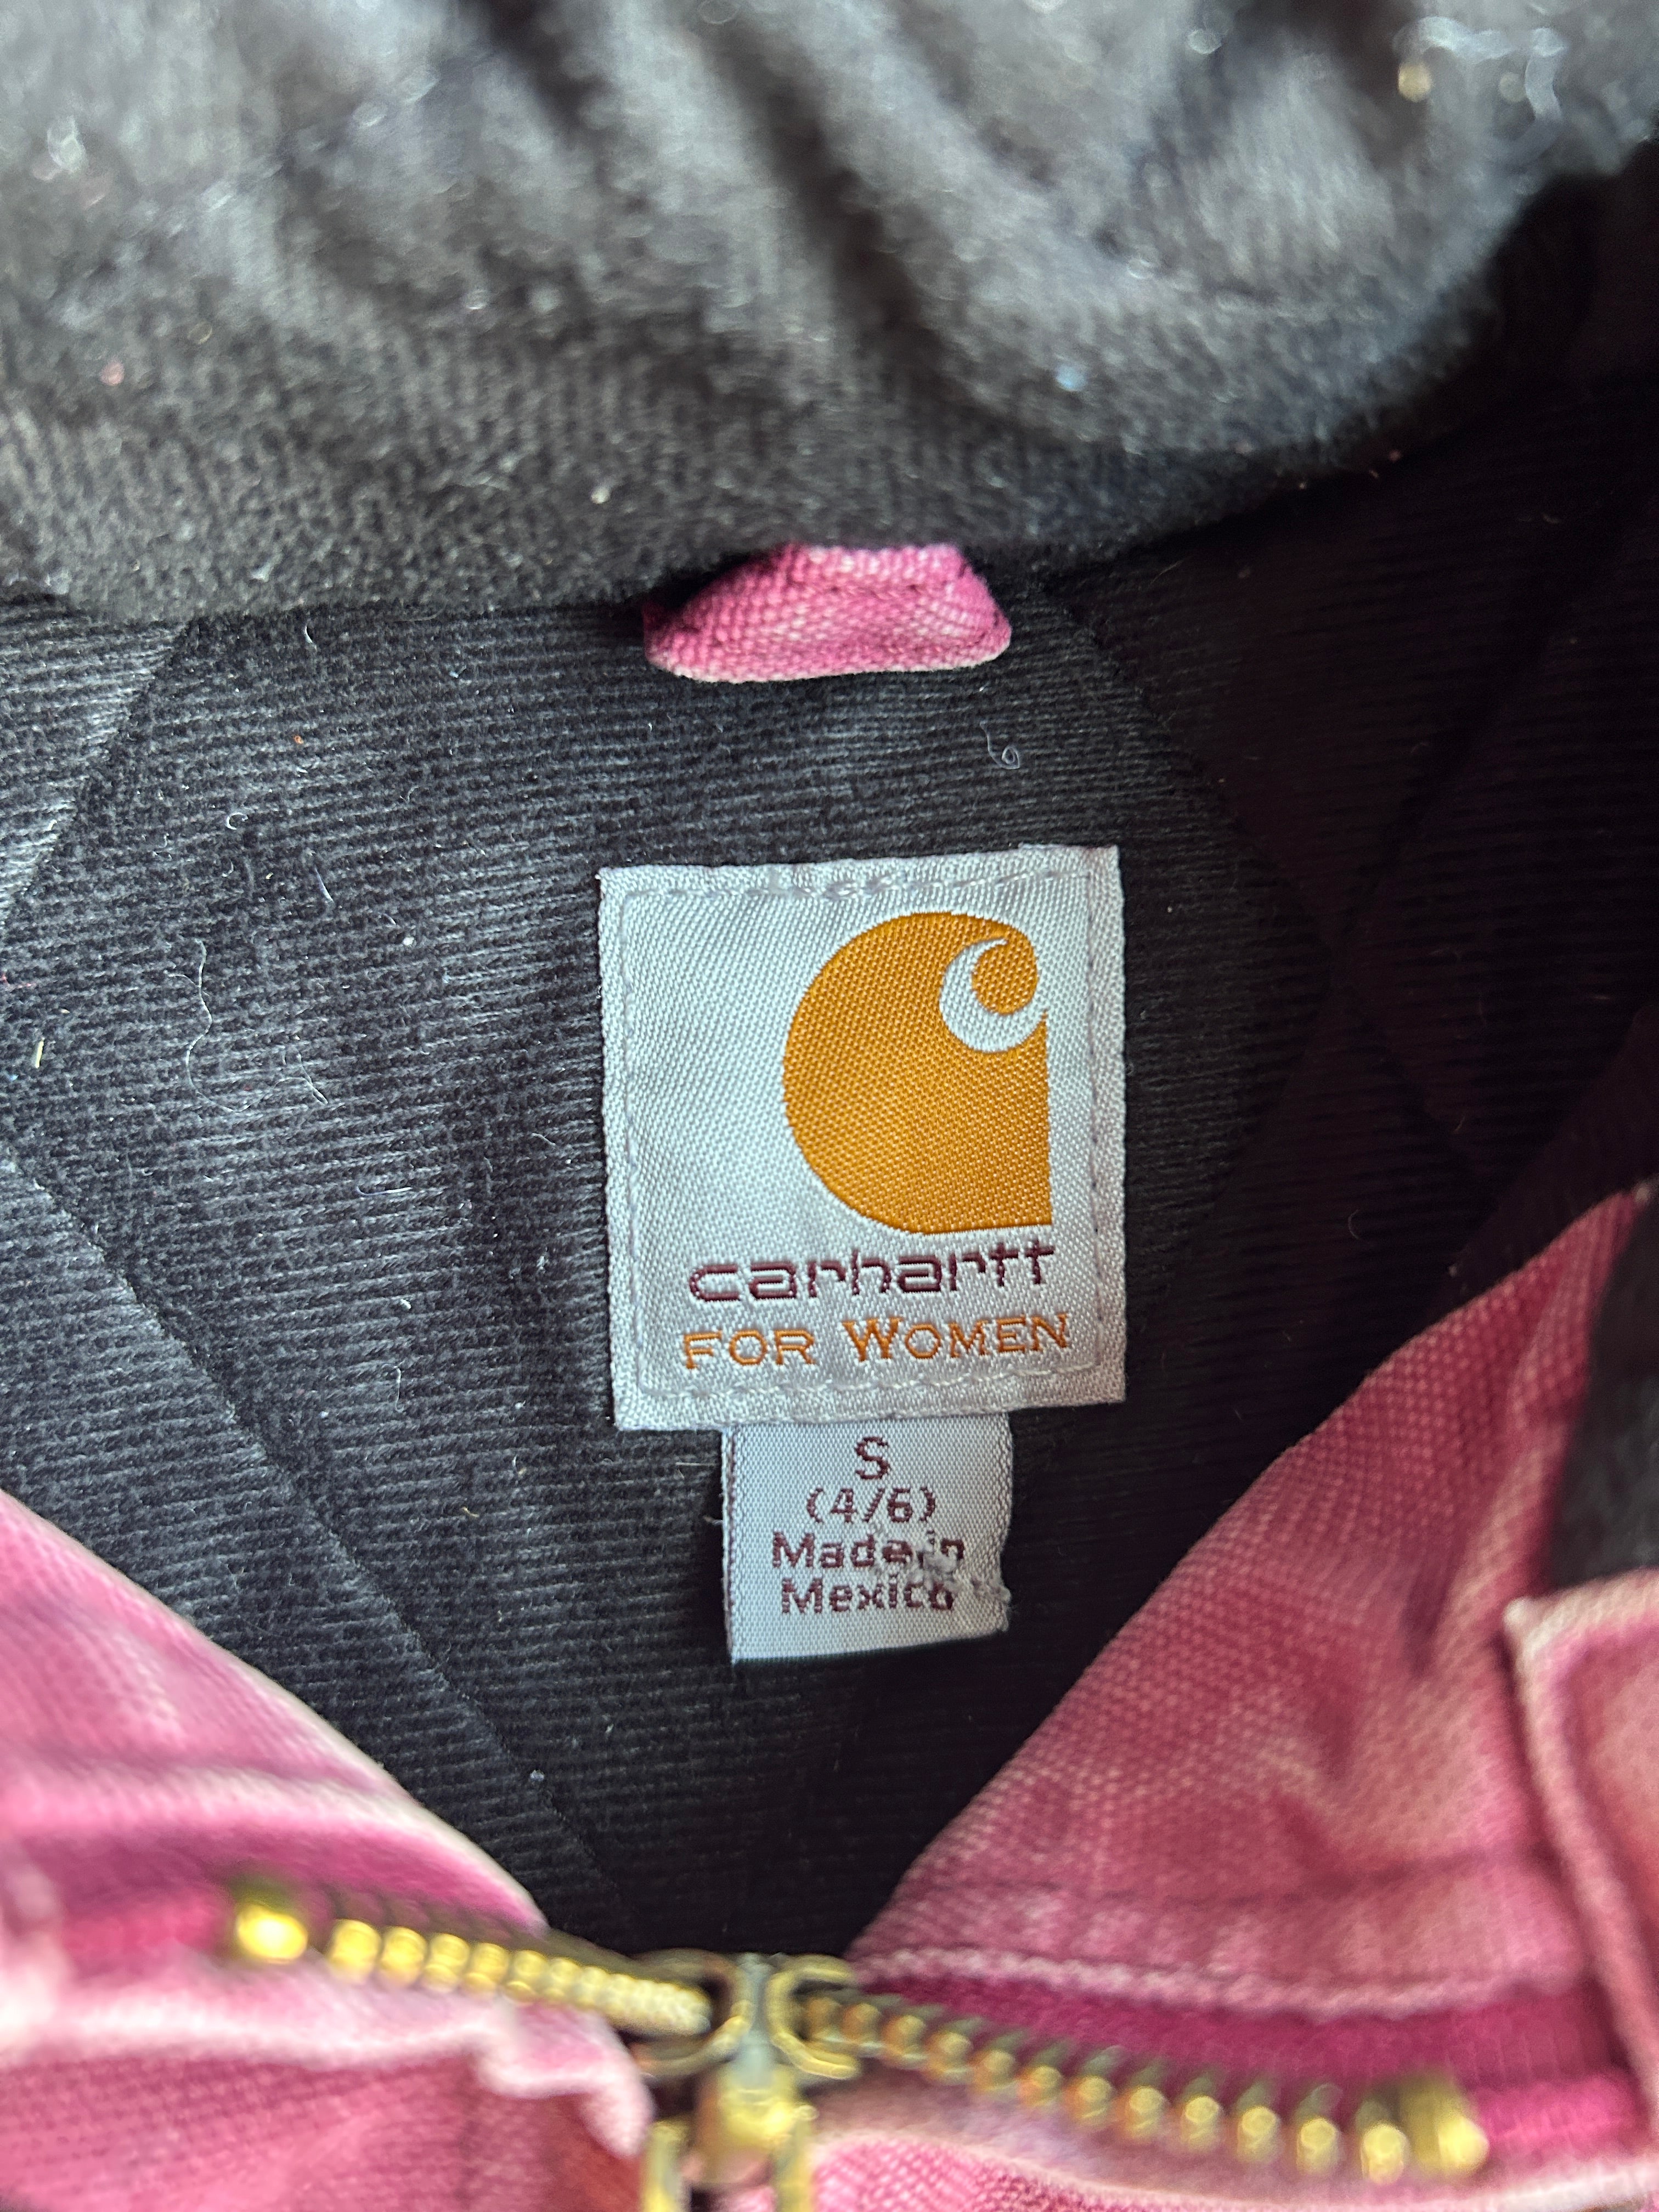 carhartt
FOR WOMEN
S
(4/6)
Made in
Mexico